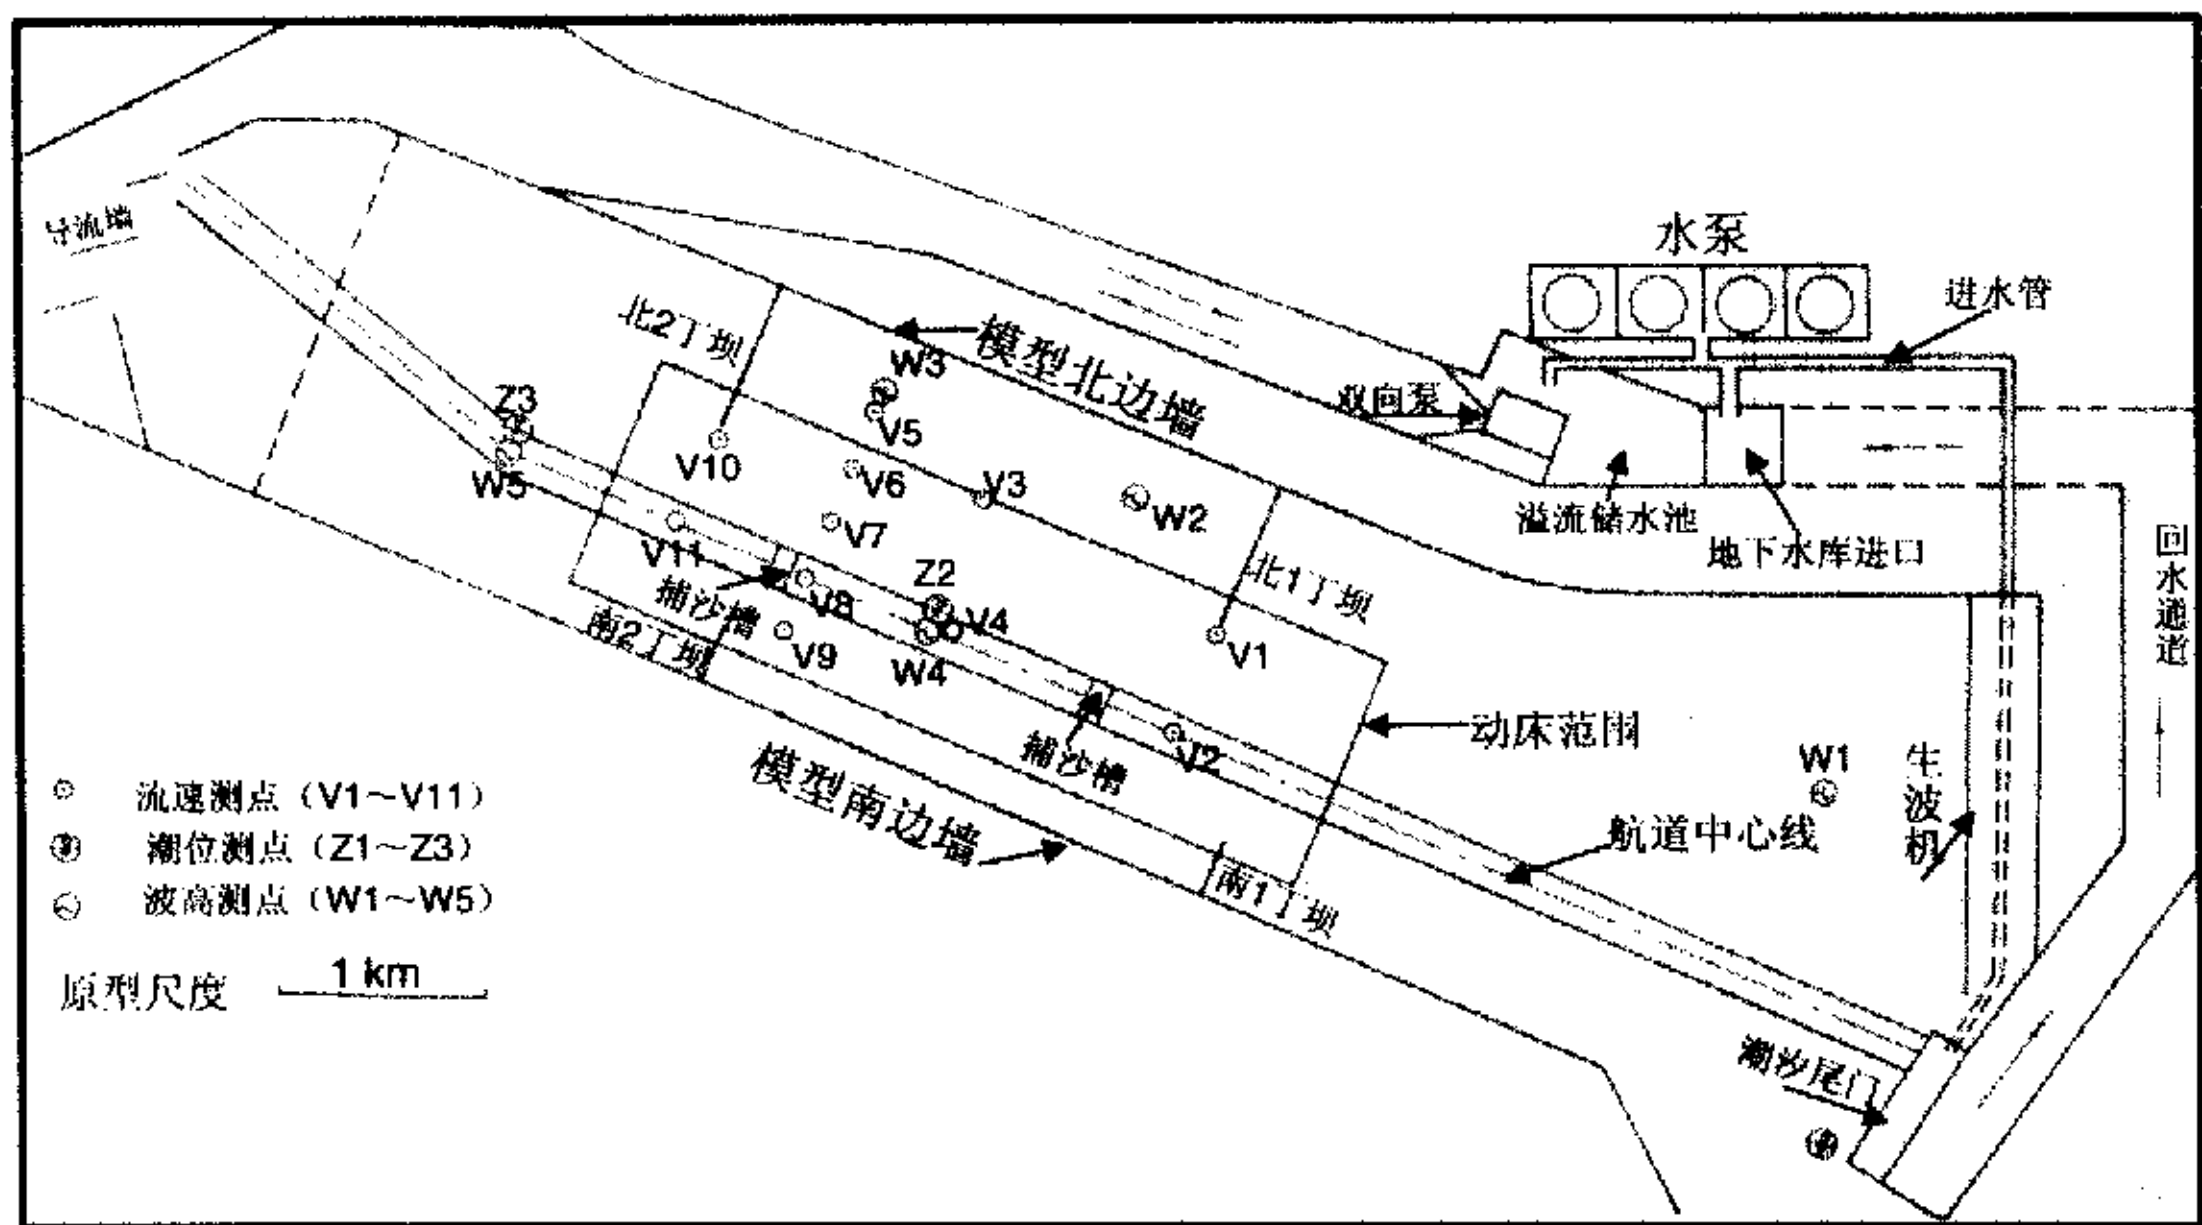 导流墙
水泵
进水管
北2丁坝
模型北边墙
W3
双向泵
Z3
V5
V10
V6
W5
V3
W2
溢流储水池
V7
地下水库进口
回水通道
V11
Z2
北1丁坝
捕沙槽
V8
V4
南2丁坝
V9
W4
V1
动床范围
捕沙槽
V2
W1
生波机
模型南边墙
流速测点（V1～V11）
航道中心线
潮位测点（Z1～Z3）
南1丁坝
波高测点（W1～W5）
原型尺度 1 km
潮汐尾门